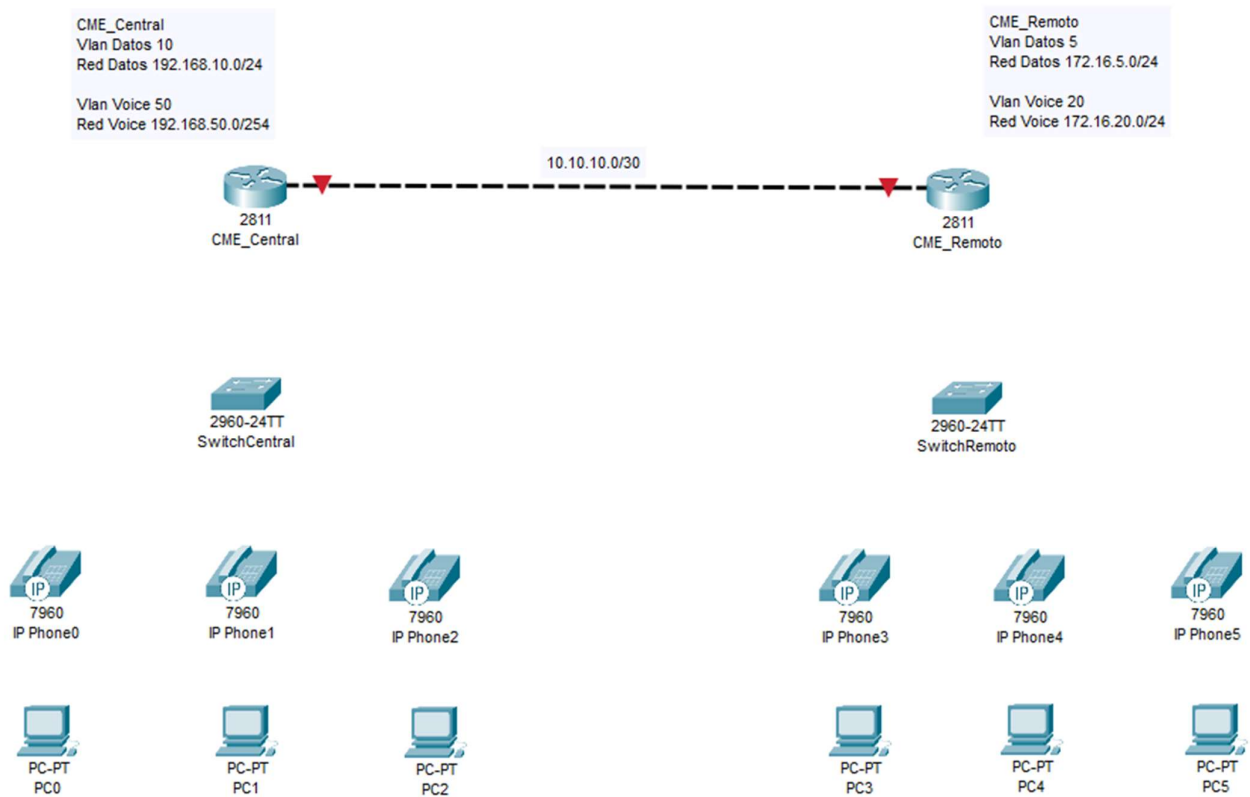 CME_Central
Vlan Datos 10
Red Datos 192.168.10.0/24
Vlan Voice 50
Red Voice 192.168.50.0/254
CME_Remoto
Vlan Datos 5
Red Datos 172.16.5.0/24
Vlan Voice 20
Red Voice 172.16.20.0/24
10.10.10.0/30
2811
CME_Central
2811
CME_Remoto
2960-24TT
SwitchCentral
2960-24TT
SwitchRemoto
IP
7960
IP Phone0
IP
7960
IP Phone1
IP
7960
IP Phone2
IP
7960
IP Phone3
IP
7960
IP Phone4
IP
7960
IP Phone5
PC-PT
PC0
PC-PT
PC1
PC-PT
PC2
PC-PT
PC3
PC-PT
PC4
PC-PT
PC5